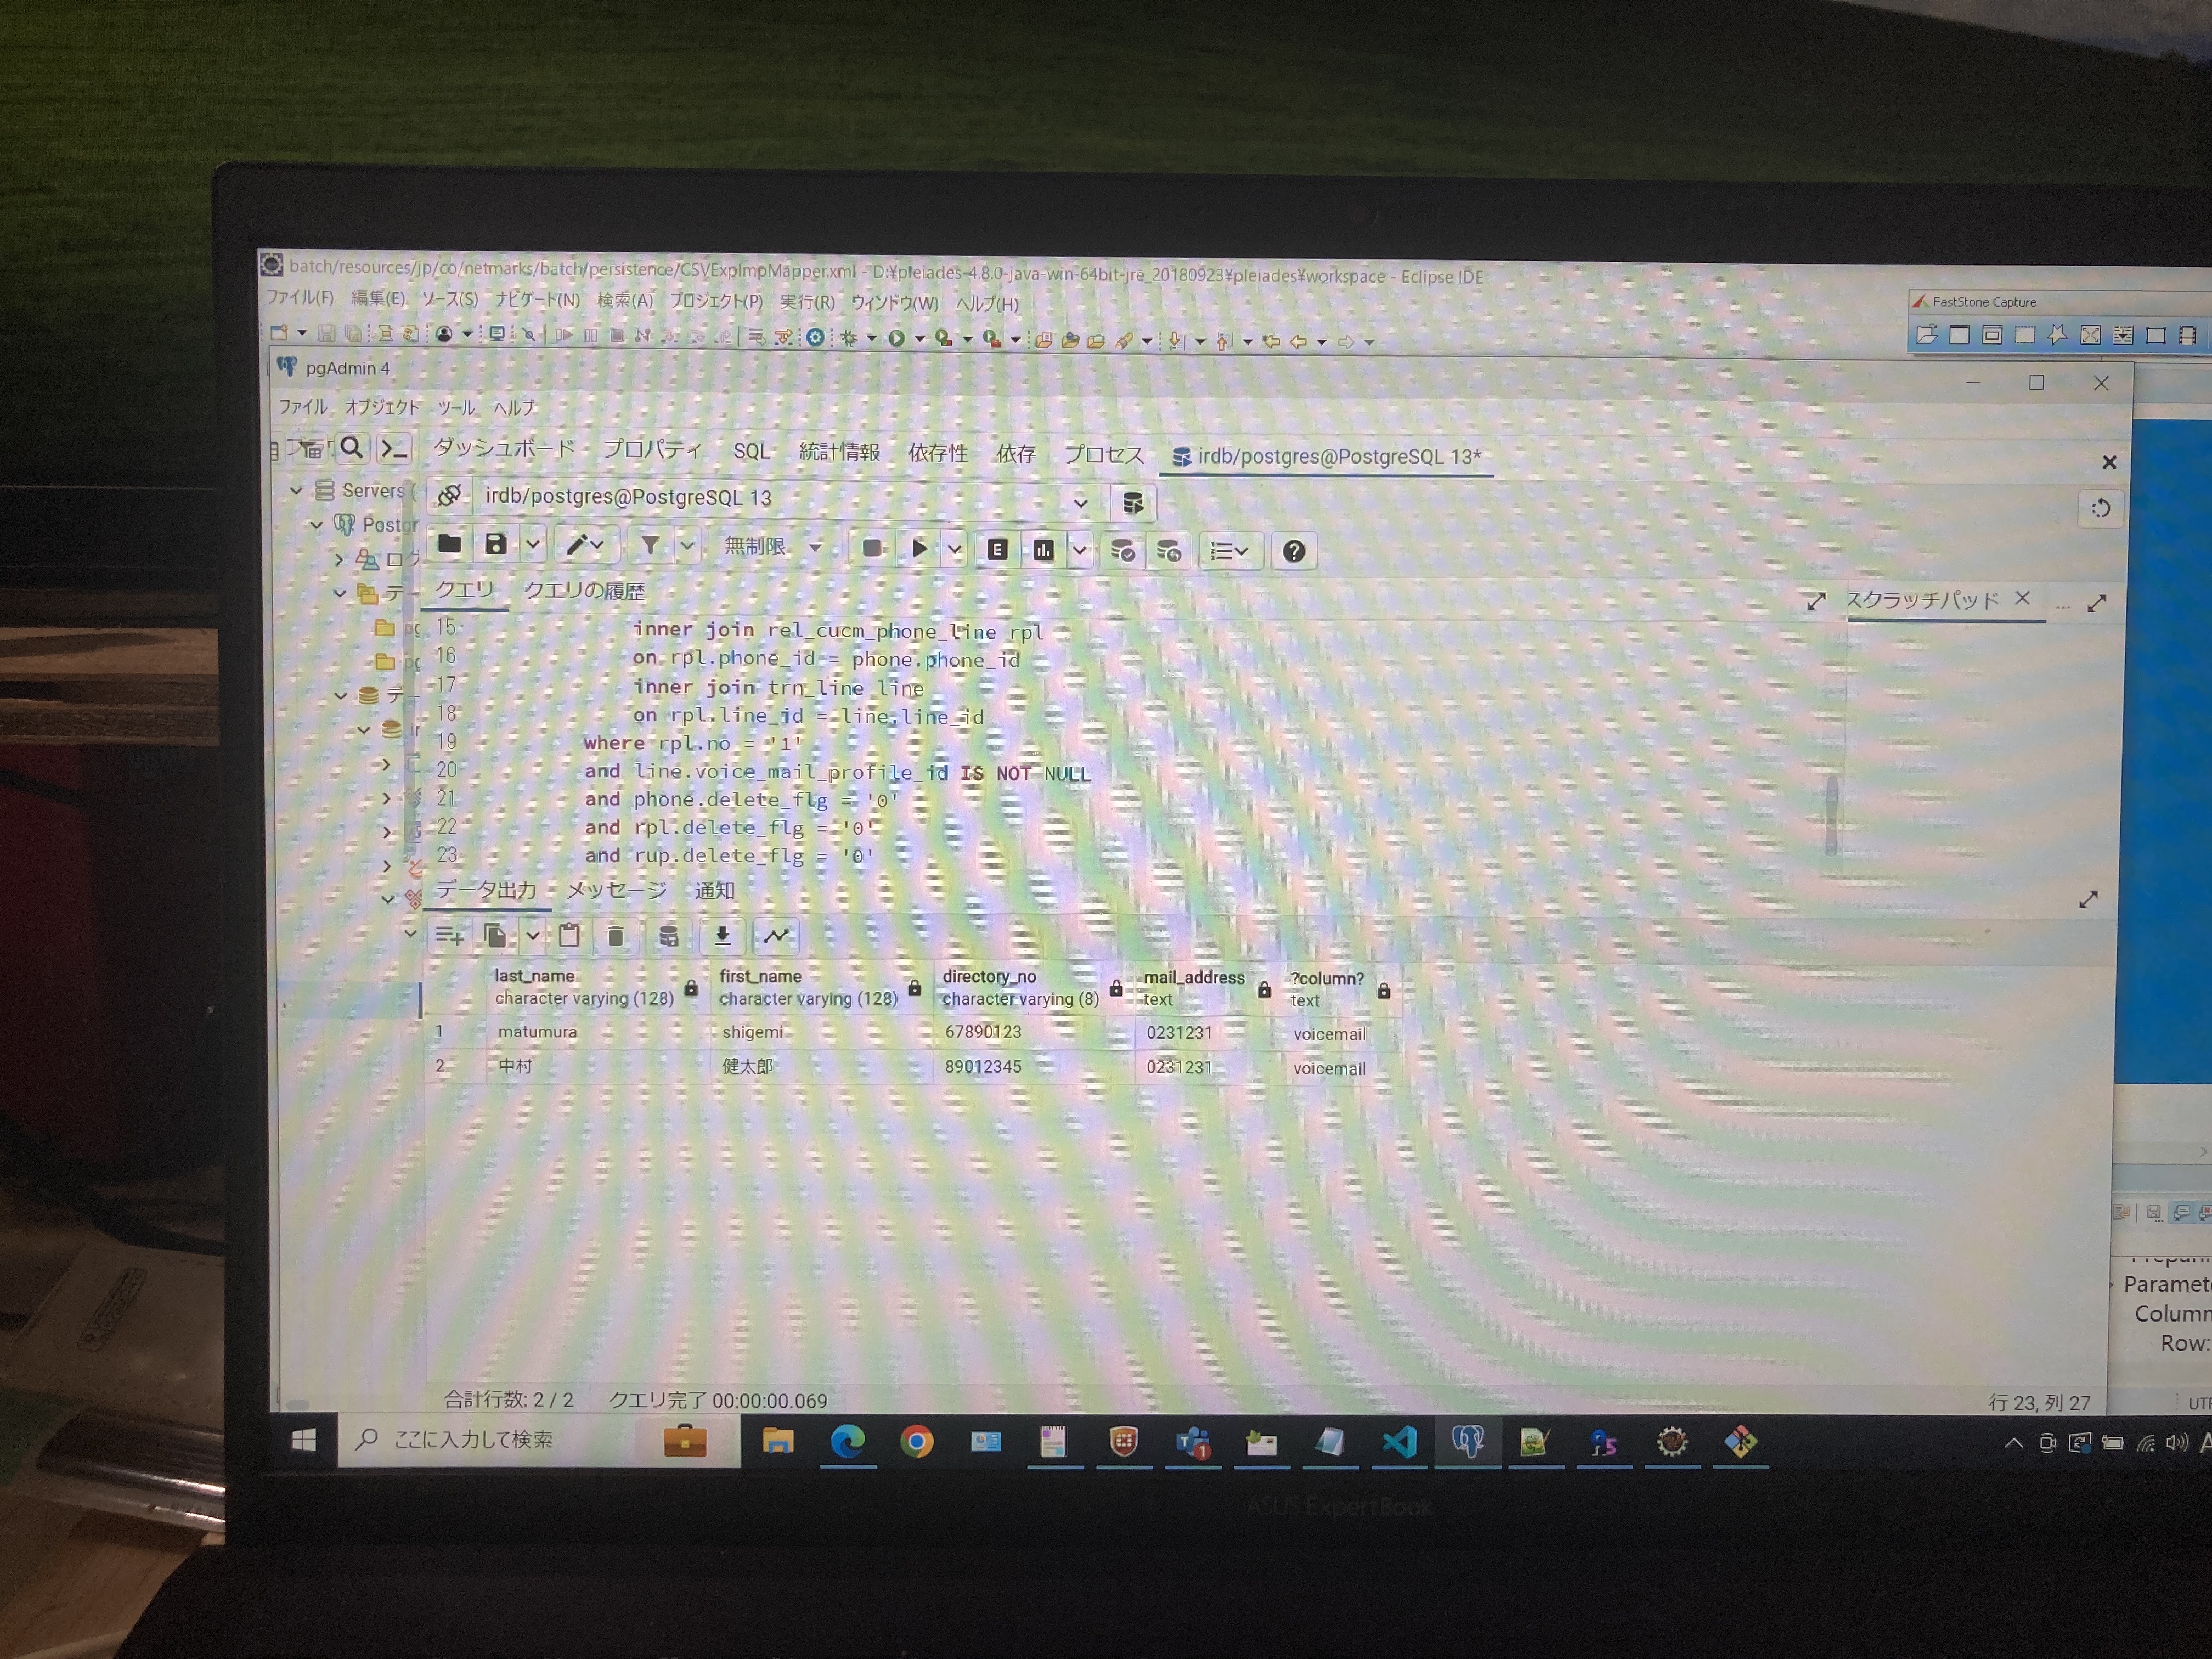 batch/resources/jp/co/netmarks/batch/persistence/CSVExpImpMapper.xml - D:¥pleiades-4.8.0-java-win-64bit-jre_20180923¥pleiades¥workspace - Eclipse IDE
ファイル(F) 編集(E) ソース(S) ナビゲート(N) 検索(A) プロジェクト(P) 実行(R) ウィンドウ(W) ヘルプ(H)
FastStone Capture
pgAdmin 4
ファイル オブジェクト ツール ヘルプ
ダッシュボード プロパティ SQL 統計情報 依存性 依存 プロセス irdb/postgres@PostgreSQL 13*
Servers (
irdb/postgres@PostgreSQL 13
Postgr
無制限
ログ
デー
クエリ クエリの履歴
スクラッチパッド
pg
15 inner join rel_cucm_phone_line rpl
16 on rpl.phone_id = phone.phone_id
pg
17 inner join trn_line line
デー
18 on rpl.line_id = line.line_id
ir
19 where rpl.no = '1'
20 and line.voice_mail_profile_id IS NOT NULL
21 and phone.delete_flg = '0'
22 and rpl.delete_flg = '0'
23 and rup.delete_flg = '0'
データ出力 メッセージ 通知
last_name first_name directory_no mail_address ?column?
character varying (128) character varying (128) character varying (8) text text
1 matumura shigemi 67890123 0231231 voicemail
2 中村 健太郎 89012345 0231231 voicemail
Paramet
Column
Row:
合計行数: 2 / 2 クエリ完了 00:00:00.069
行 23, 列 27
UTF
ここに入力して検索
ASUS ExpertBook